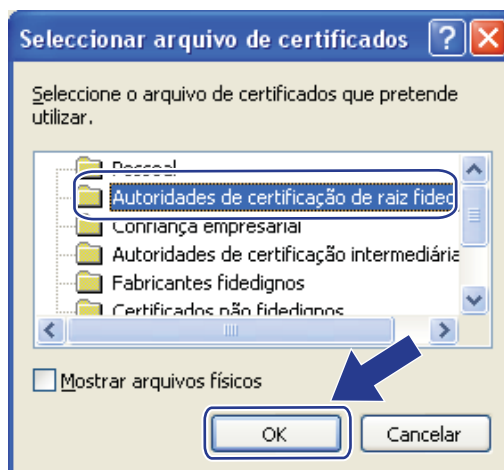 Seleccionar arquivo de certificados
Seleccione o arquivo de certificados que pretende
utilizar.
Pessoal
Autoridades de certificação de raiz fided
Confiança empresarial
Autoridades de certificação intermediária
Fabricantes fidedignos
Certificados não fidedignos
Mostrar arquivos físicos
OK
Cancelar